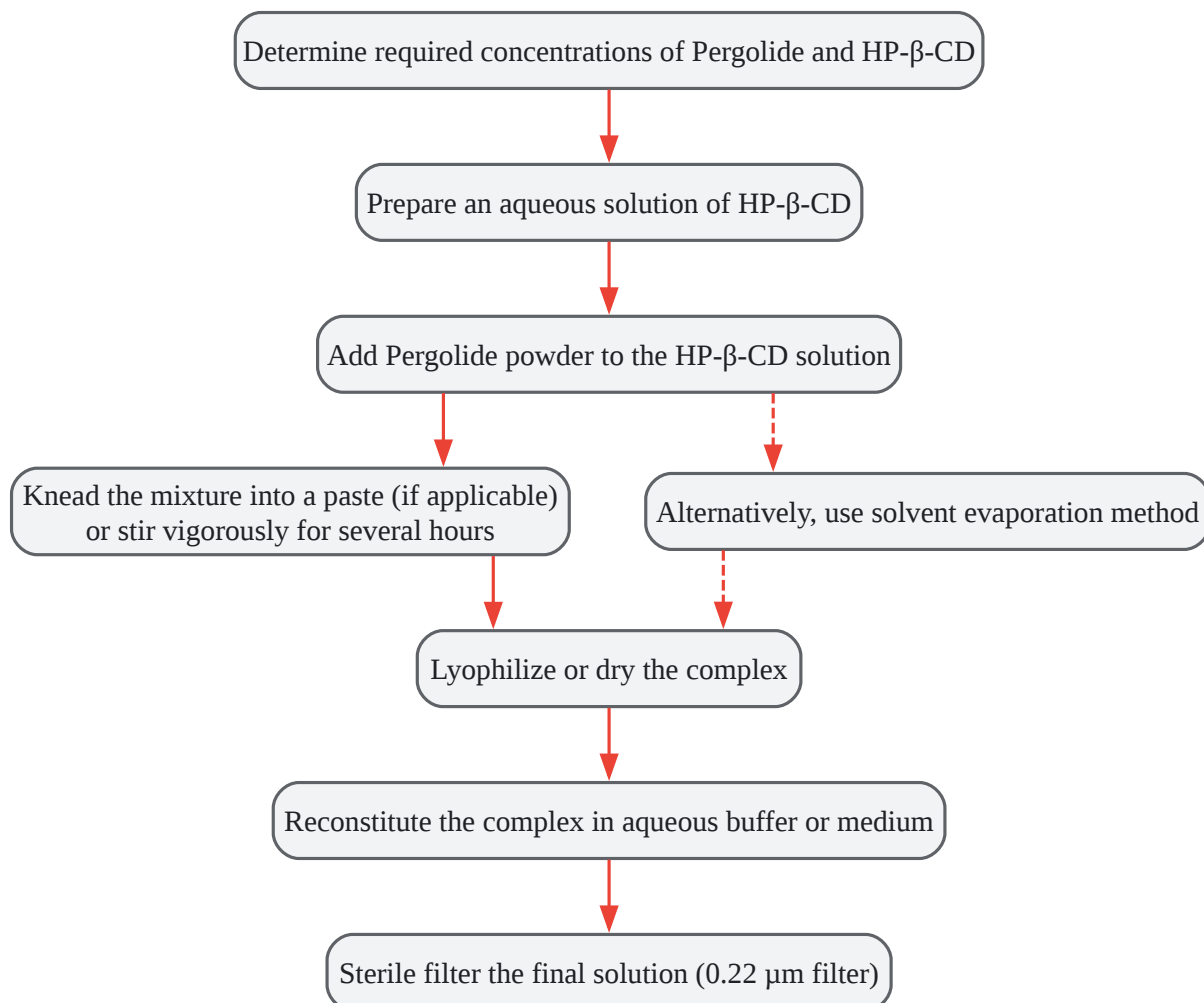 Determine required concentrations of Pergolide and HP-β-CD
Prepare an aqueous solution of HP-β-CD
Add Pergolide powder to the HP-β-CD solution
Knead the mixture into a paste (if applicable)
or stir vigorously for several hours
Alternatively, use solvent evaporation method
Lyophilize or dry the complex
Reconstitute the complex in aqueous buffer or medium
Sterile filter the final solution (0.22 µm filter)